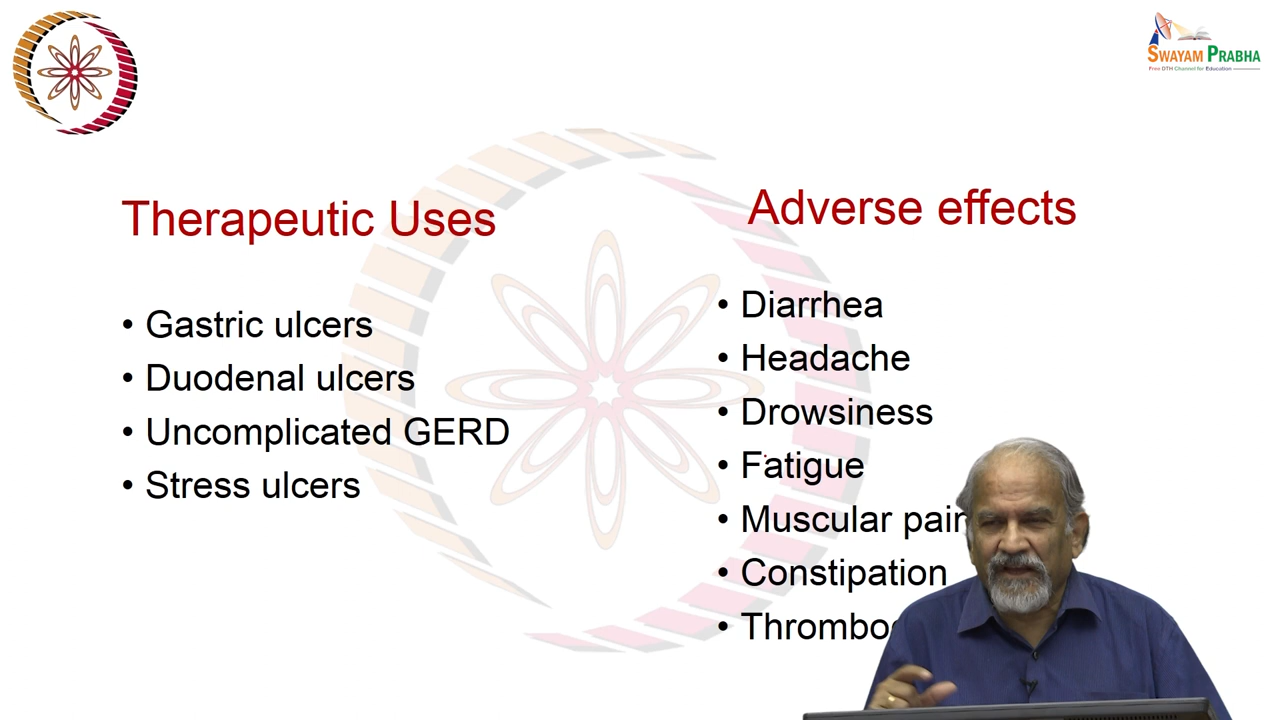 SWAYAM PRABHA
Free DTH Channel for Education
Therapeutic Uses
• Gastric ulcers
• Duodenal ulcers
• Uncomplicated GERD
• Stress ulcers
Adverse effects
• Diarrhea
• Headache
• Drowsiness
• Fatigue
• Muscular
• Constipation